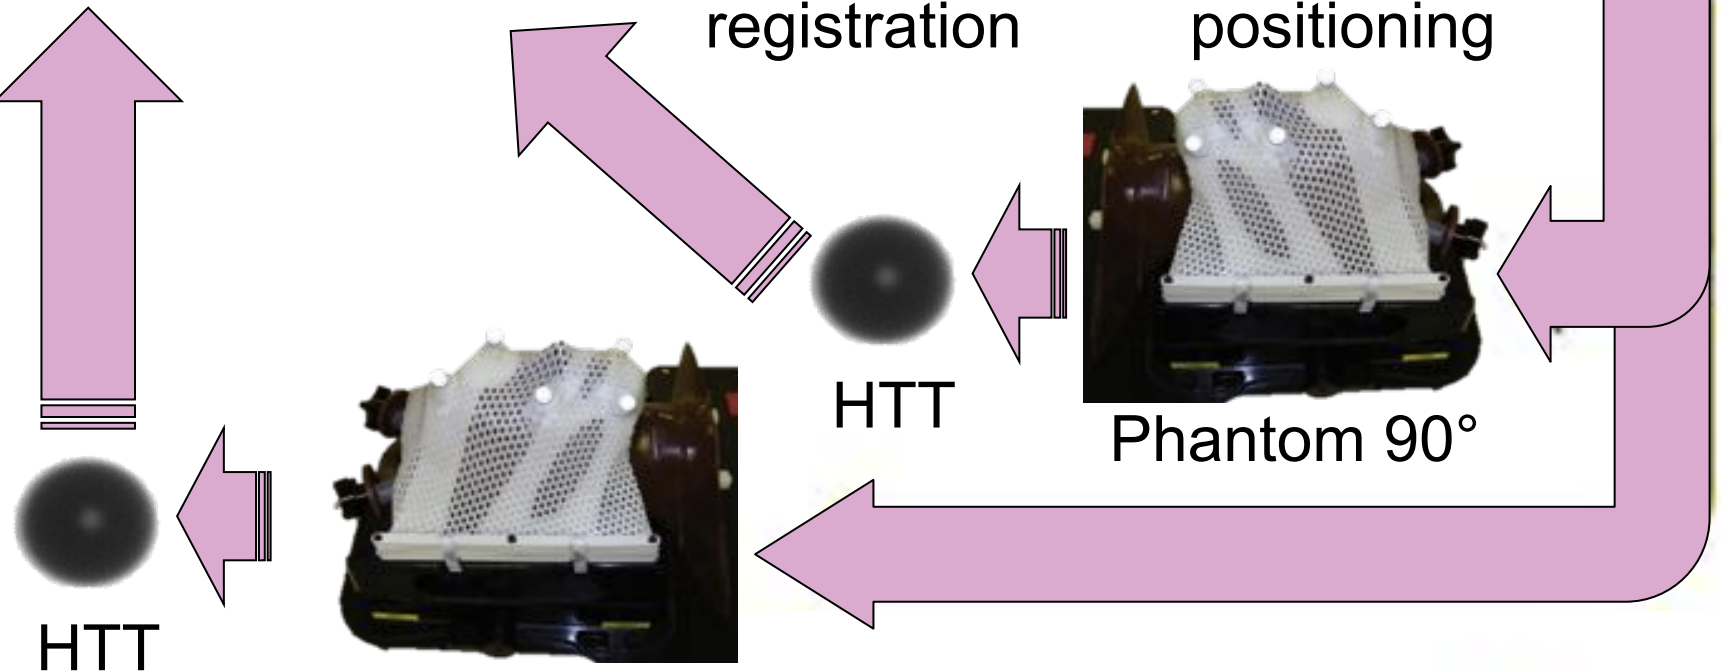 registration
positioning
HTT
Phantom 90°
HTT